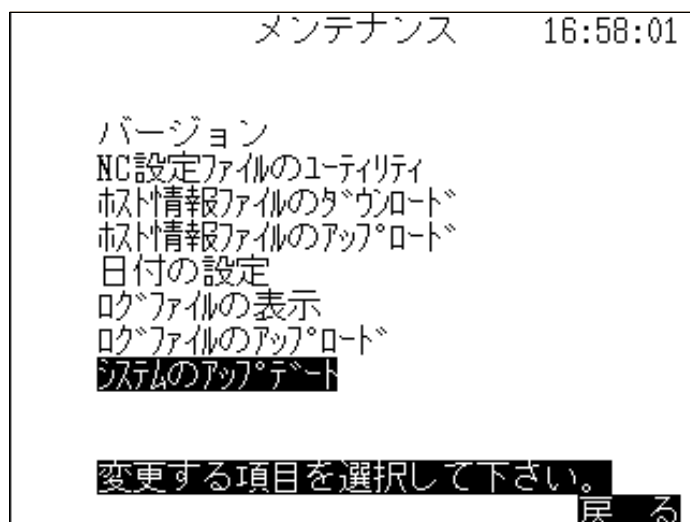 メンテナンス 16:58:01
バージョン
NC設定ﾌｧｲﾙのﾕｰﾃｨﾘﾃｨ
ﾎｽﾄ情報ﾌｧｲﾙのﾀﾞｳﾝﾛｰﾄﾞ
ﾎｽﾄ情報ﾌｧｲﾙのｱｯﾌﾟﾛｰﾄﾞ
日付の設定
ﾛｸﾞﾌｧｲﾙの表示
ﾛｸﾞﾌｧｲﾙのｱｯﾌﾟﾛｰﾄﾞ
ｼｽﾃﾑのｱｯﾌﾟﾃﾞｰﾄ
変更する項目を選択して下さい。
戻 る